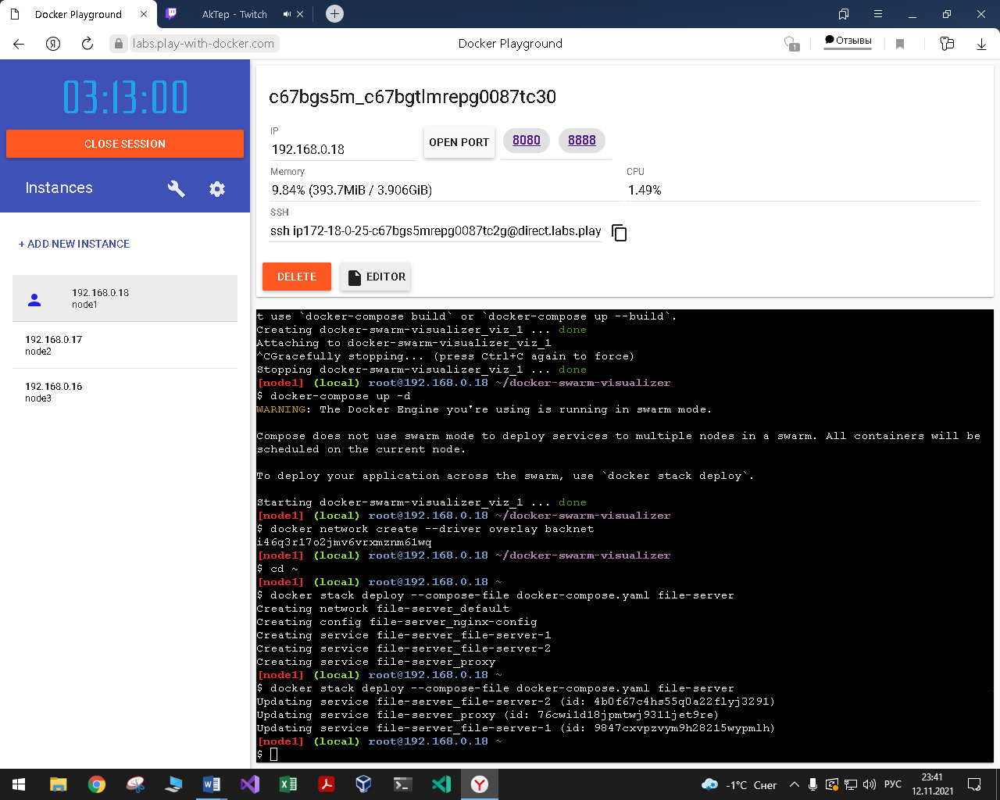 Docker Playground
AkTep - Twitch
labs.play-with-docker.com
Docker Playground
1
Отзывы
03:13:00
CLOSE SESSION
Instances
+ ADD NEW INSTANCE
192.168.0.18
node1
192.168.0.17
node2
192.168.0.16
node3
c67bgs5m_c67bgtlmrepg0087tc30
IP
192.168.0.18
OPEN PORT
8080
8888
Memory
9.84% (393.7MiB / 3.906GiB)
CPU
1.49%
SSH
ssh ip172-18-0-25-c67bgs5mrepg0087tc2g@direct.labs.play
DELETE
EDITOR
t use `docker-compose build` or `docker-compose up --build`.
Creating docker-swarm-visualizer_viz_1 ... done
Attaching to docker-swarm-visualizer_viz_1
^CGracefully stopping... (press Ctrl+C again to force)
Stopping docker-swarm-visualizer_viz_1 ... done
[node1] (local) root@192.168.0.18 ~/docker-swarm-visualizer
$ docker-compose up -d
WARNING: The Docker Engine you're using is running in swarm mode.
Compose does not use swarm mode to deploy services to multiple nodes in a swarm. All containers will be
scheduled on the current node.
To deploy your application across the swarm, use `docker stack deploy`.
Starting docker-swarm-visualizer_viz_1 ... done
[node1] (local) root@192.168.0.18 ~/docker-swarm-visualizer
$ docker network create --driver overlay backnet
i46q3r17o2jmv6vrxmznm61wq
[node1] (local) root@192.168.0.18 ~/docker-swarm-visualizer
$ cd ~
[node1] (local) root@192.168.0.18 ~
$ docker stack deploy --compose-file docker-compose.yaml file-server
Creating network file-server_default
Creating config file-server_nginx-config
Creating service file-server_file-server-1
Creating service file-server_file-server-2
Creating service file-server_proxy
[node1] (local) root@192.168.0.18 ~
$ docker stack deploy --compose-file docker-compose.yaml file-server
Updating service file-server_file-server-2 (id: 4b0f67c4hs55q0a22flyj3291)
Updating service file-server_proxy (id: 76cwi1d18jpmtwj9311jet9re)
Updating service file-server_file-server-1 (id: 9847cxvpzvym9h28215wypmlh)
[node1] (local) root@192.168.0.18 ~
$
-1°C Снег
РУС
23:41
12.11.2021